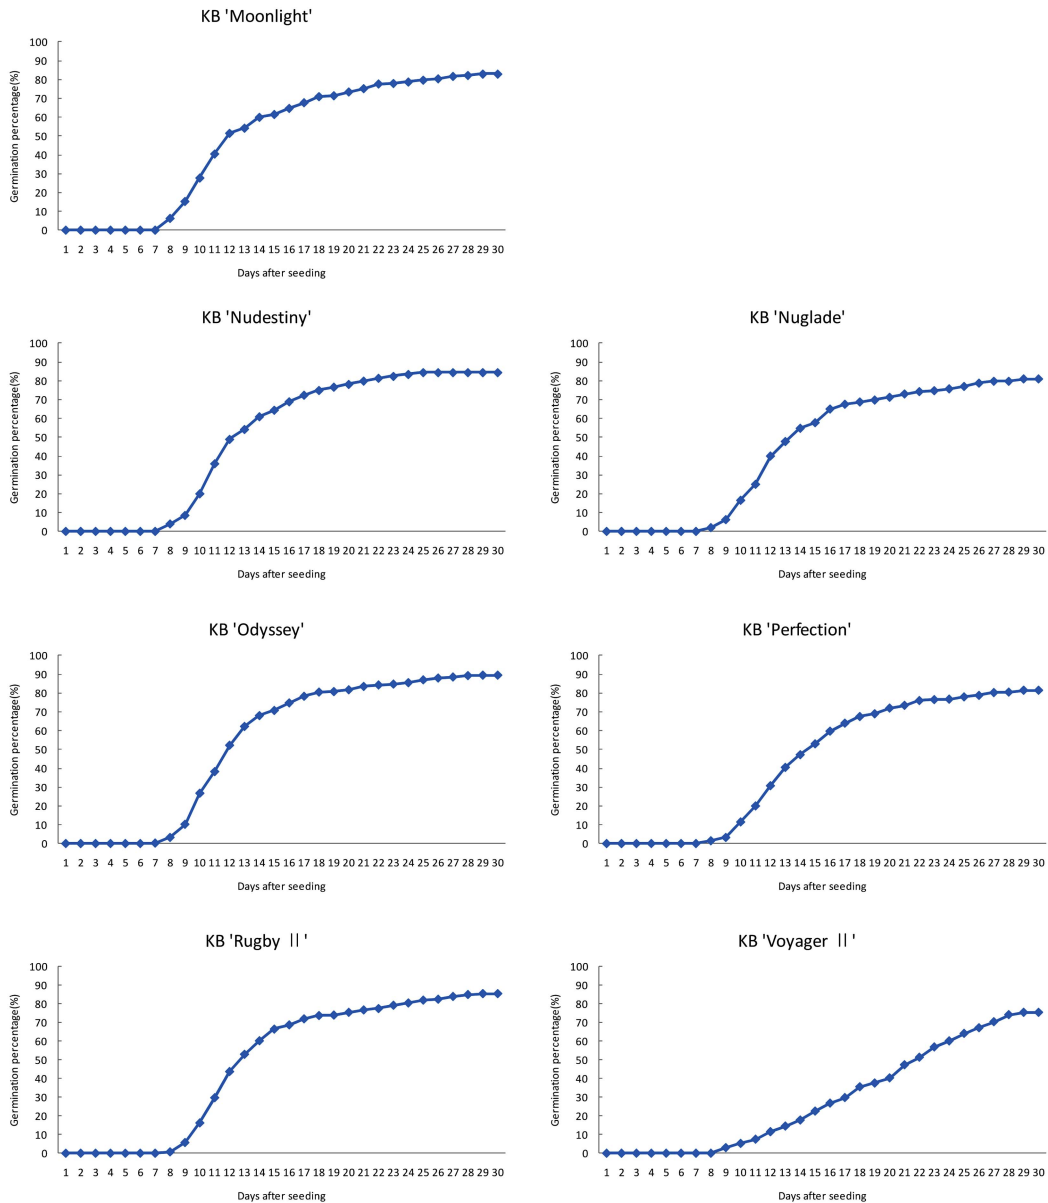 KB 'Moonlight'
Germination percentage(%)
100
90
80
70
60
50
40
30
20
10
0
1 2 3 4 5 6 7 8 9 10 11 12 13 14 15 16 17 18 19 20 21 22 23 24 25 26 27 28 29 30
Days after seeding
KB 'Nudestiny'
Germination percentage(%)
100
90
80
70
60
50
40
30
20
10
0
1 2 3 4 5 6 7 8 9 10 11 12 13 14 15 16 17 18 19 20 21 22 23 24 25 26 27 28 29 30
Days after seeding
KB 'Nuglade'
Germination percentage(%)
100
90
80
70
60
50
40
30
20
10
0
1 2 3 4 5 6 7 8 9 10 11 12 13 14 15 16 17 18 19 20 21 22 23 24 25 26 27 28 29 30
Days after seeding
KB 'Odyssey'
Germination percentage(%)
100
90
80
70
60
50
40
30
20
10
0
1 2 3 4 5 6 7 8 9 10 11 12 13 14 15 16 17 18 19 20 21 22 23 24 25 26 27 28 29 30
Days after seeding
KB 'Perfection'
Germination percentage(%)
100
90
80
70
60
50
40
30
20
10
0
1 2 3 4 5 6 7 8 9 10 11 12 13 14 15 16 17 18 19 20 21 22 23 24 25 26 27 28 29 30
Days after seeding
KB 'Rugby Ⅱ'
Germination percentage(%)
100
90
80
70
60
50
40
30
20
10
0
1 2 3 4 5 6 7 8 9 10 11 12 13 14 15 16 17 18 19 20 21 22 23 24 25 26 27 28 29 30
Days after seeding
KB 'Voyager Ⅱ'
Germination percentage(%)
100
90
80
70
60
50
40
30
20
10
0
1 2 3 4 5 6 7 8 9 10 11 12 13 14 15 16 17 18 19 20 21 22 23 24 25 26 27 28 29 30
Days after seeding